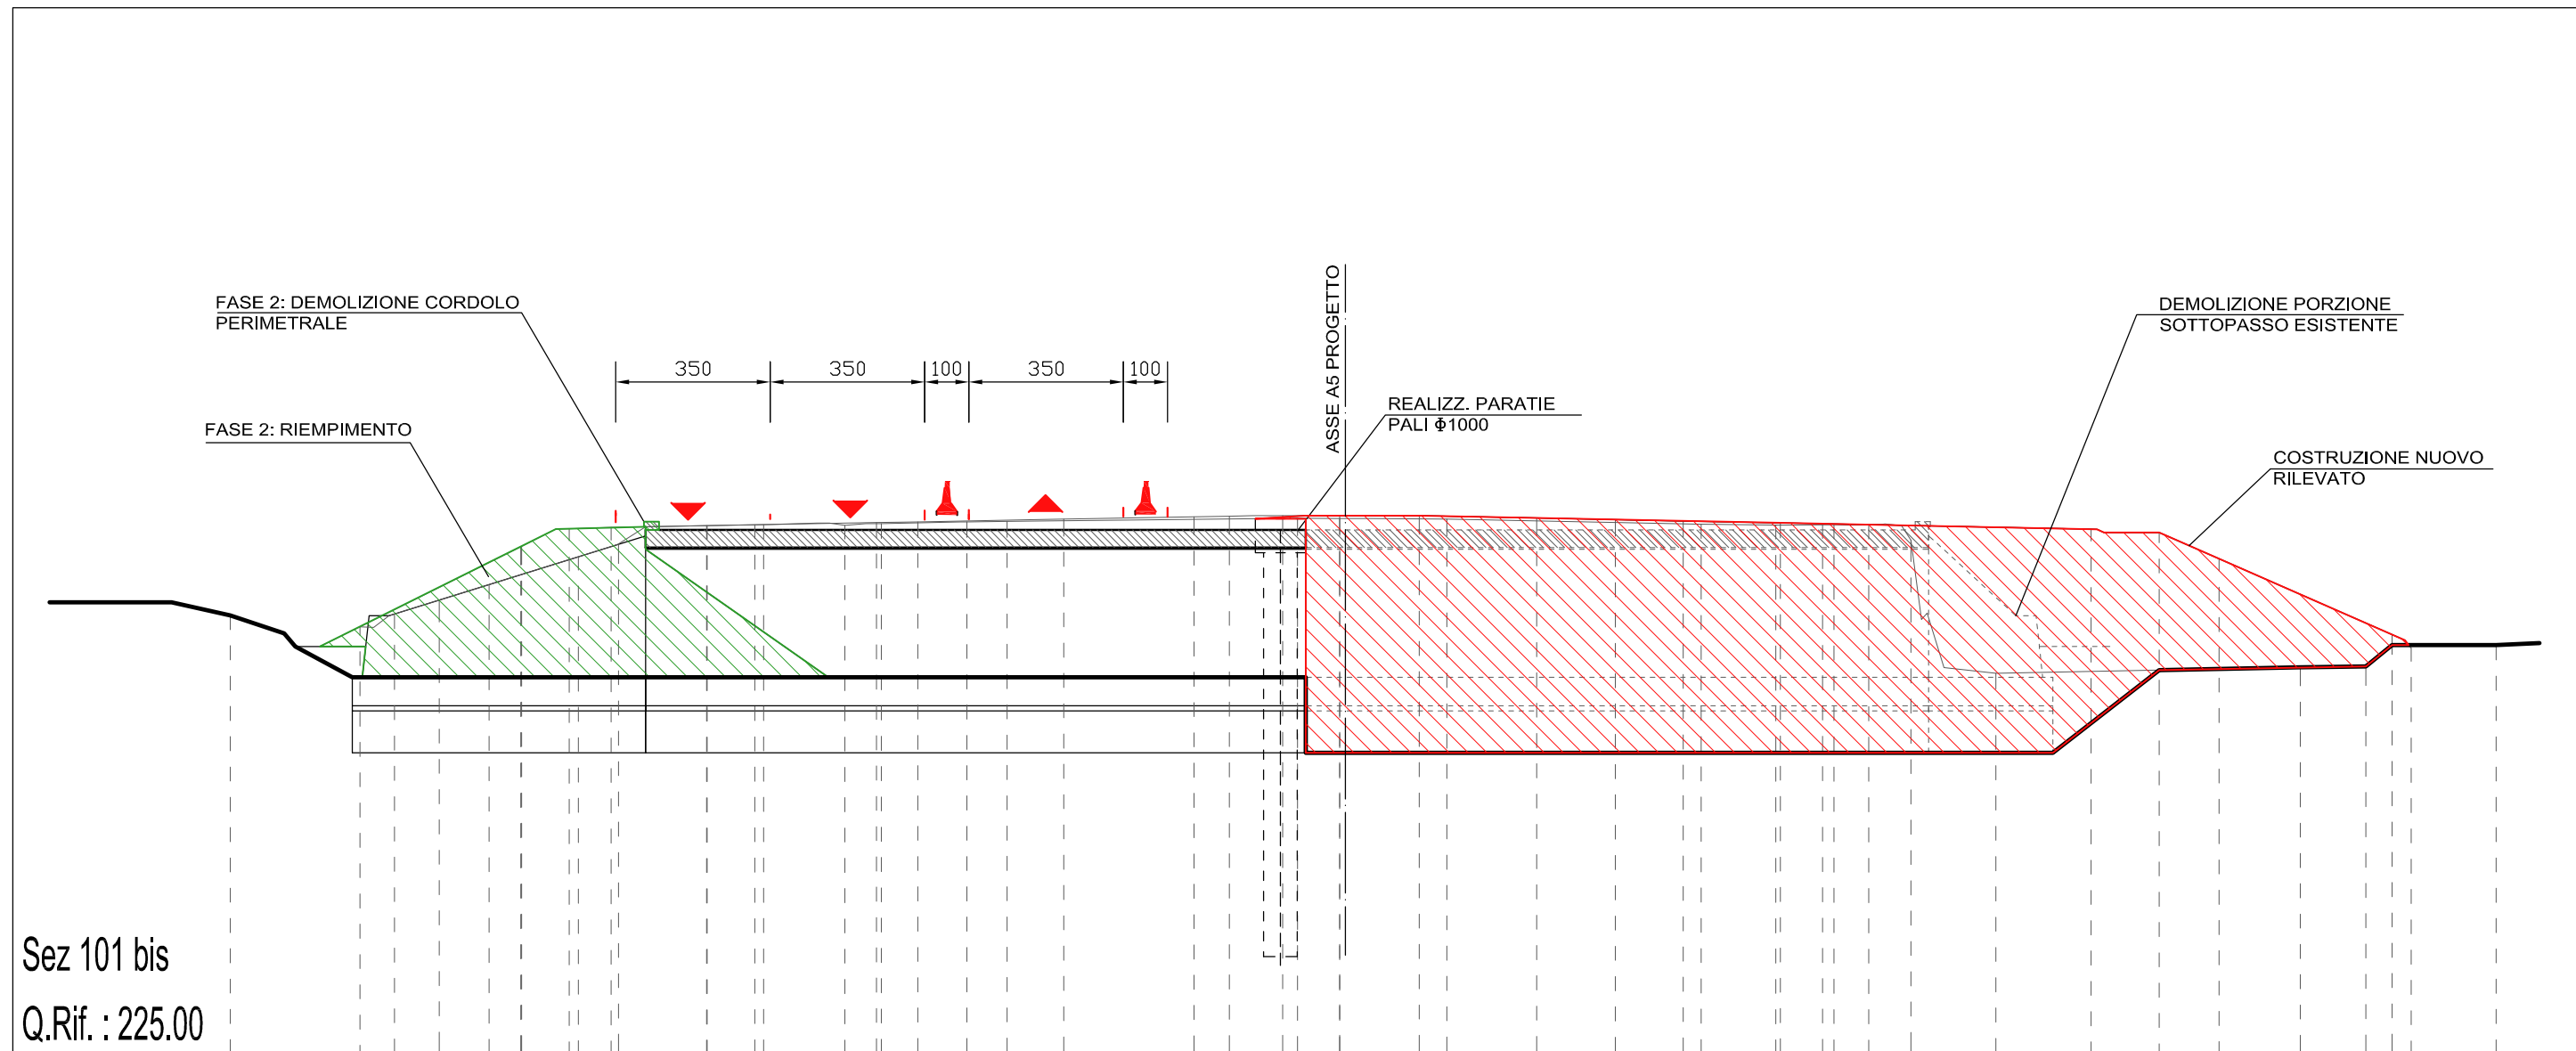 FASE 2: DEMOLIZIONE CORDOLO
PERIMETRALE
FASE 2: RIEMPIMENTO
350
350
100
350
100
ASSE A5 PROGETTO
REALIZZ. PARATIE
PALI Φ1000
DEMOLIZIONE PORZIONE
SOTTOPASSO ESISTENTE
COSTRUZIONE NUOVO
RILEVATO
Sez 101 bis
Q.Rif. : 225.00